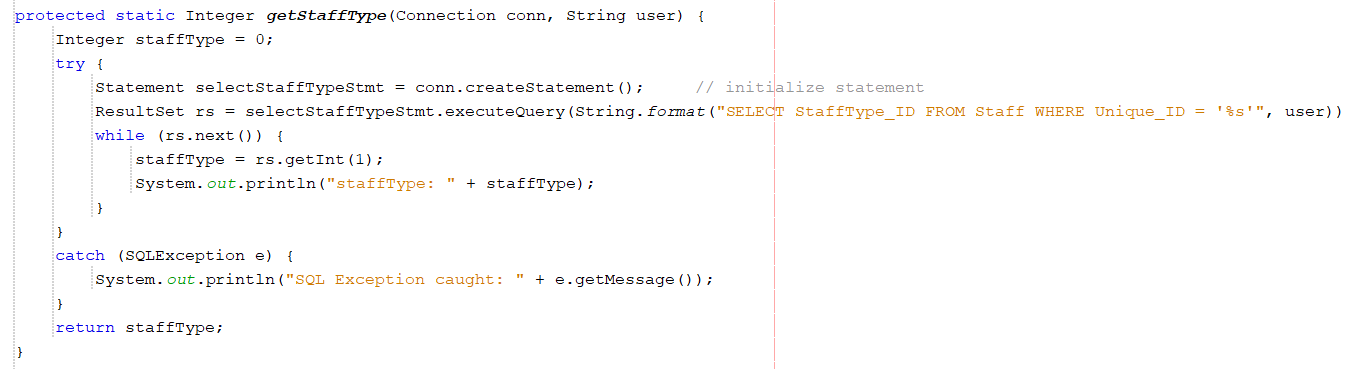 protected static Integer getStaffType(Connection conn, String user) {
    Integer staffType = 0;
    try {
        Statement selectStaffTypeStmt = conn.createStatement();     // initialize statement
        ResultSet rs = selectStaffTypeStmt.executeQuery(String.format("SELECT StaffType_ID FROM Staff WHERE Unique_ID = '%s'", user))
        while (rs.next()) {
            staffType = rs.getInt(1);
            System.out.println("staffType: " + staffType);
        }
    }
    catch (SQLException e) {
        System.out.println("SQL Exception caught: " + e.getMessage());
    }
    return staffType;
}